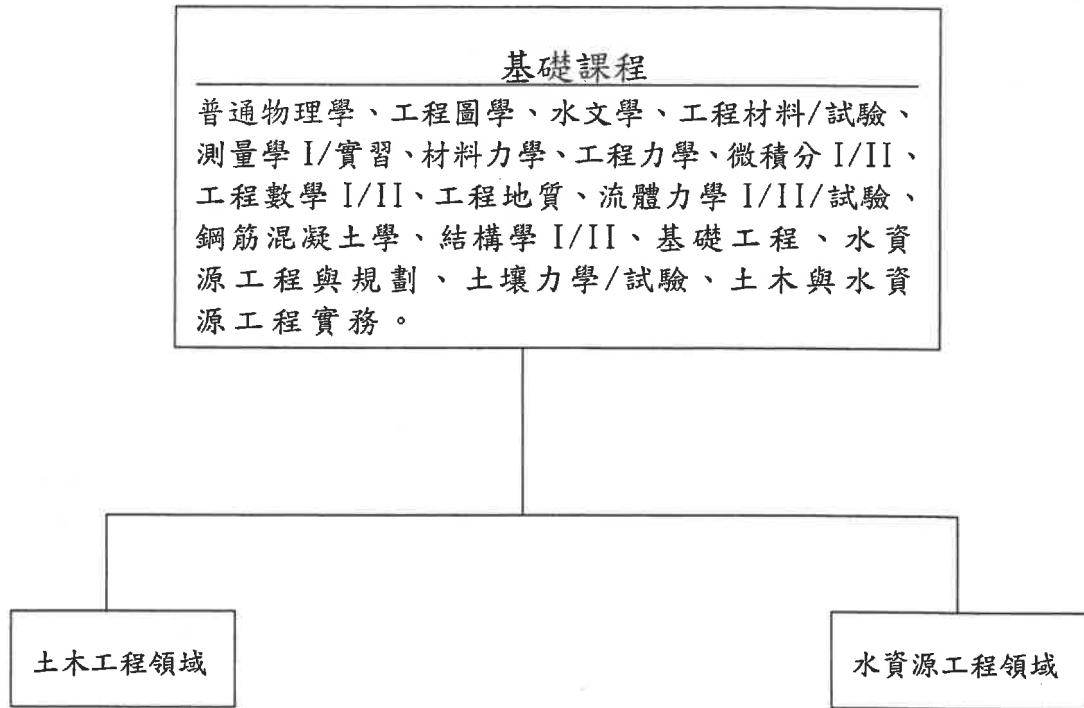 基礎課程
普通物理學、工程圖學、水文學、工程材料/試驗、
測量學 I/實習、材料力學、工程力學、微積分 I/II、
工程數學 I/II、工程地質、流體力學 I/II/試驗、
鋼筋混凝土學、結構學 I/II、基礎工程、水資
源工程與規劃、土壤力學/試驗、土木與水資
源工程實務。
土木工程領域
水資源工程領域